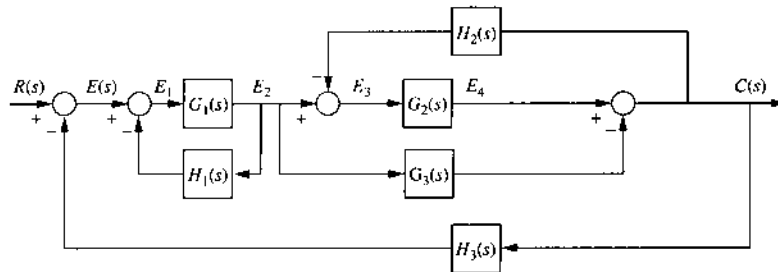 H₂(s)
R(s) E(s) E₁ G₁(s) E₂ E₃ G₂(s) E₄ C(s)
+ − + − + − + −
H₁(s) G₃(s)
H₃(s)